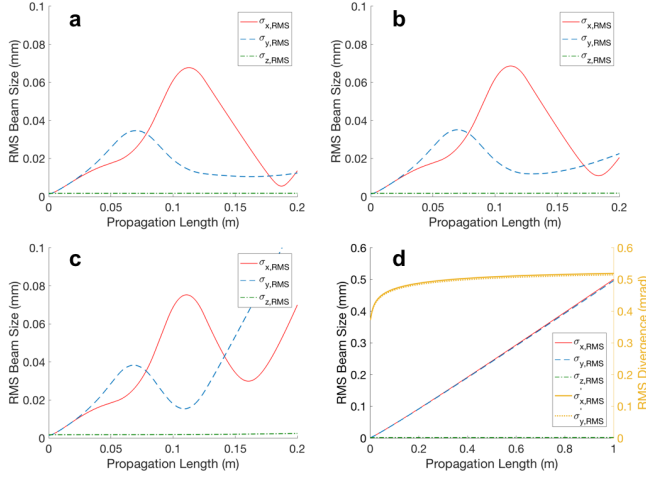 a
RMS Beam Size (mm)
0.1
0.08
0.06
0.04
0.02
0
0
0.05
0.1
0.15
0.2
Propagation Length (m)
σx,RMS
σy,RMS
σz,RMS
b
RMS Beam Size (mm)
0.1
0.08
0.06
0.04
0.02
0
0
0.05
0.1
0.15
0.2
Propagation Length (m)
σx,RMS
σy,RMS
σz,RMS
c
RMS Beam Size (mm)
0.1
0.08
0.06
0.04
0.02
0
0
0.05
0.1
0.15
0.2
Propagation Length (m)
σx,RMS
σy,RMS
σz,RMS
d
RMS Beam Size (mm)
0.6
0.5
0.4
0.3
0.2
0.1
0
0
0.2
0.4
0.6
0.8
1
Propagation Length (m)
σx,RMS
σy,RMS
σz,RMS
σ'x,RMS
σ'y,RMS
0.6
0.5
0.4
0.3
0.2
0.1
0
RMS Divergence (mrad)